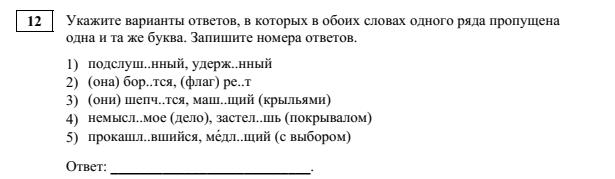 12 Укажите варианты ответов, в которых в обоих словах одного ряда пропущена
одна и та же буква. Запишите номера ответов.
1) подслуш..нный, удерж..нный
2) (она) бор..тся, (флаг) ре..т
3) (они) шепч..тся, маш..щий (крыльями)
4) немысл..мое (дело), застел..шь (покрывалом)
5) прокашл..вшийся, ме́дл..щий (с выбором)
Ответ: ___________________________.